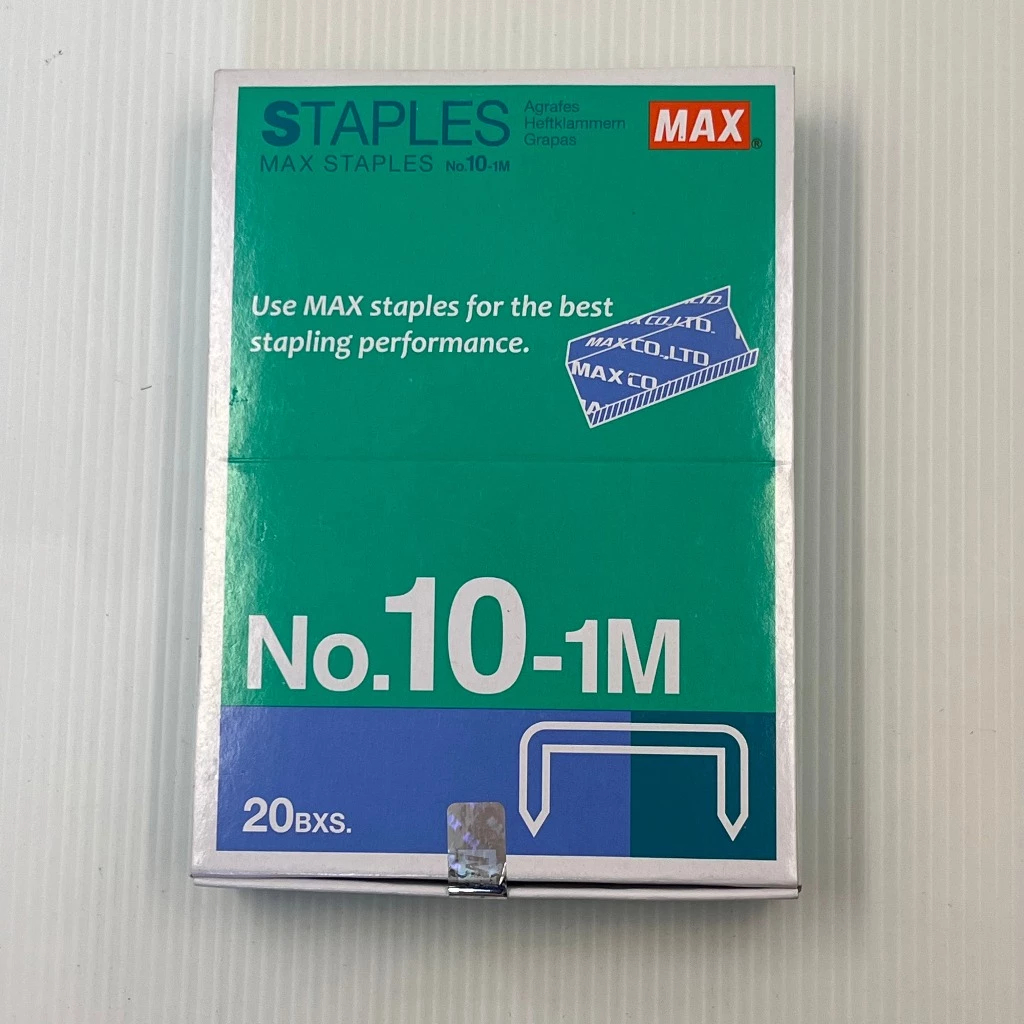 STAPLES
Agrafes
Heftklammern
Grapas
MAX®
MAX STAPLES No.10-1M
Use MAX staples for the best
stapling performance.
LTD.
CO.,LTD.
MAX CO.,LTD
MAX CO
No.10-1M
20BXS.